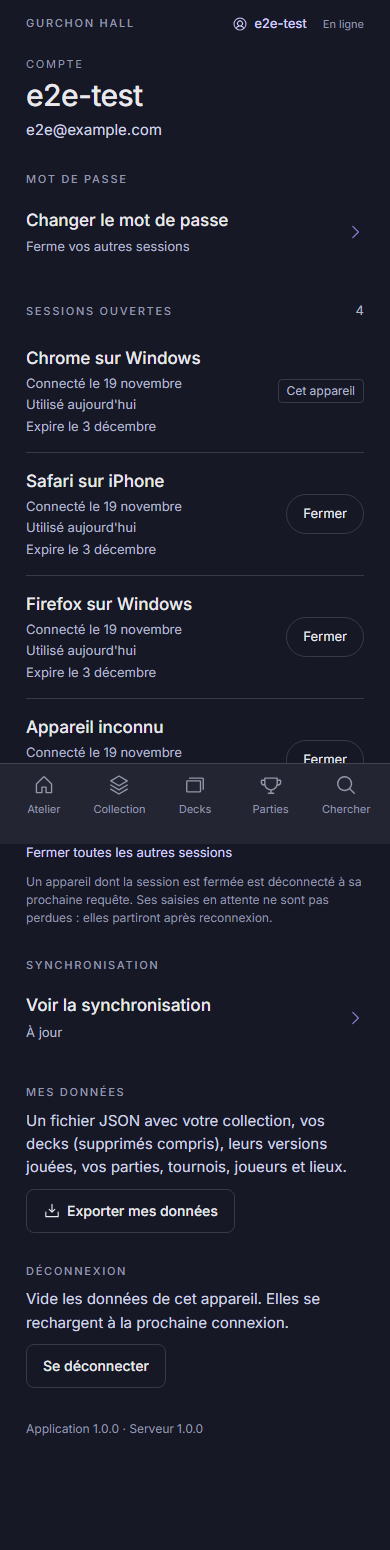 GURCHON HALL
e2e-test
En ligne
COMPTE
e2e-test
e2e@example.com
MOT DE PASSE
Changer le mot de passe
Ferme vos autres sessions
SESSIONS OUVERTES
4
Chrome sur Windows
Connecté le 19 novembre
Utilisé aujourd'hui
Expire le 3 décembre
Cet appareil
Safari sur iPhone
Connecté le 19 novembre
Utilisé aujourd'hui
Expire le 3 décembre
Fermer
Firefox sur Windows
Connecté le 19 novembre
Utilisé aujourd'hui
Expire le 3 décembre
Fermer
Appareil inconnu
Connecté le 19 novembre
Fermer
Atelier
Collection
Decks
Parties
Chercher
Fermer toutes les autres sessions
Un appareil dont la session est fermée est déconnecté à sa
prochaine requête. Ses saisies en attente ne sont pas
perdues : elles partiront après reconnexion.
SYNCHRONISATION
Voir la synchronisation
À jour
MES DONNÉES
Un fichier JSON avec votre collection, vos
decks (supprimés compris), leurs versions
jouées, vos parties, tournois, joueurs et lieux.
Exporter mes données
DÉCONNEXION
Vide les données de cet appareil. Elles se
rechargent à la prochaine connexion.
Se déconnecter
Application 1.0.0 · Serveur 1.0.0